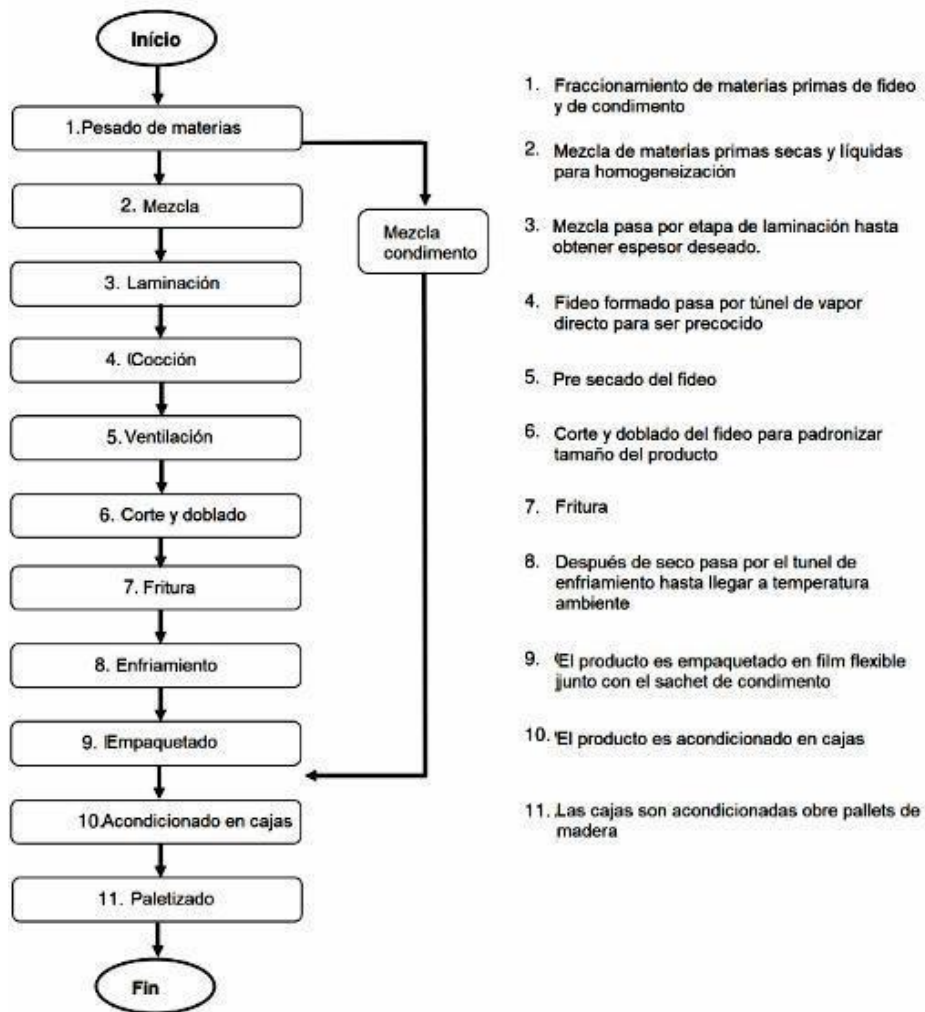 Início
1.Pesado de materias
2. Mezcla
Mezcla
condimento
3. Laminación
4. Cocción
5. Ventilación
6. Corte y doblado
7. Fritura
8. Enfriamiento
9. Empaquetado
10.Acondicionado en cajas
11. Paletizado
Fin
1. Fraccionamiento de materias primas de fideo
y de condimento
2. Mezcla de materias primas secas y líquidas
para homogeneización
3. Mezcla pasa por etapa de laminación hasta
obtener espesor deseado.
4. Fideo formado pasa por túnel de vapor
directo para ser precocido
5. Pre secado del fideo
6. Corte y doblado del fideo para padronizar
tamaño del producto
7. Fritura
8. Después de seco pasa por el tunel de
enfriamiento hasta llegar a temperatura
ambiente
9. El producto es empaquetado en film flexible
junto con el sachet de condimento
10. El producto es acondicionado en cajas
11. Las cajas son acondicionadas obre pallets de
madera